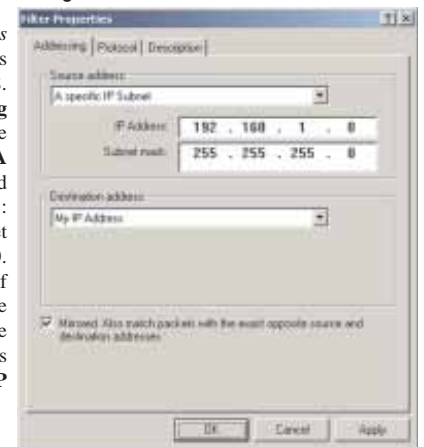 s
s
.
g
e
A
d
:
et
).
f
e
e
s
P
Filter Properties
Addressing Protocol Description
Source address:
A specific IP Subnet
IP Address: 192 . 168 . 1 . 0
Subnet mask: 255 . 255 . 255 . 0
Destination address:
My IP Address
Mirrored. Also match packets with the exact opposite source and
destination addresses.
OK Cancel Apply